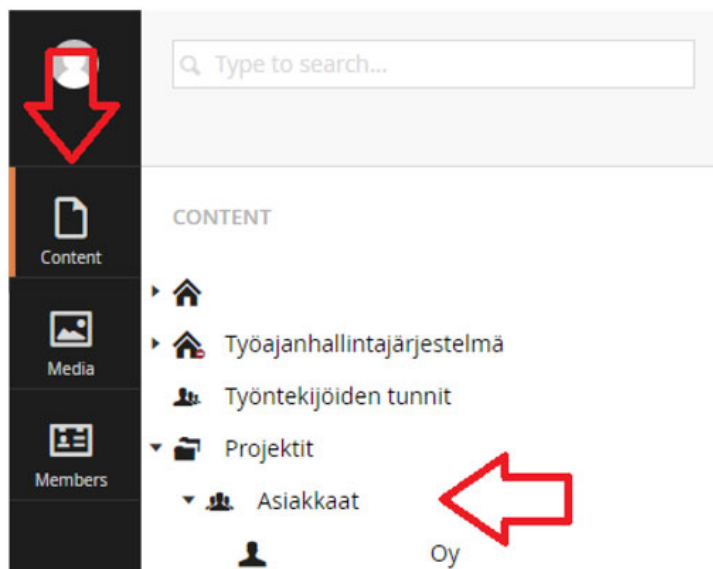 Type to search...
Content
Media
Members
CONTENT
Työajanhallintajärjestelmä
Työntekijöiden tunnit
Projektit
Asiakkaat
Oy